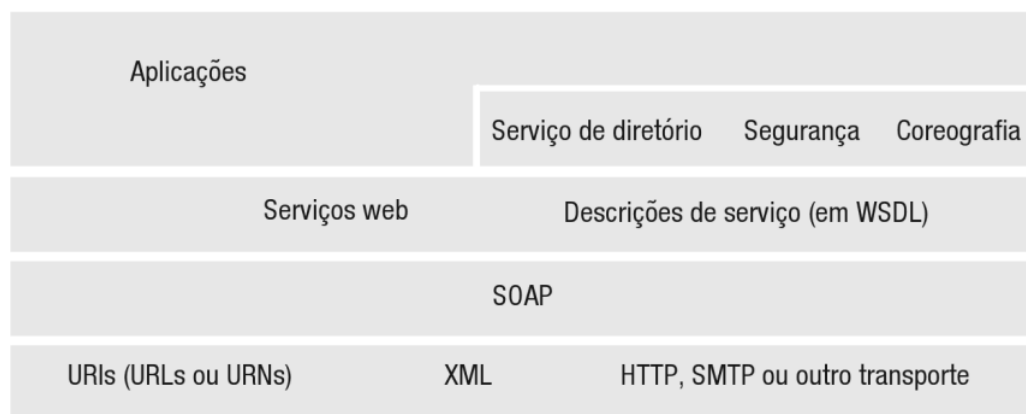 Aplicações
Serviço de diretório Segurança Coreografia
Serviços web Descrições de serviço (em WSDL)
SOAP
URIs (URLs ou URNs) XML HTTP, SMTP ou outro transporte